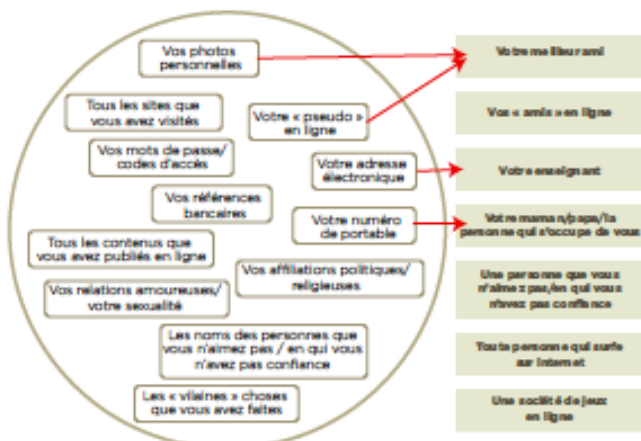 Vos photos
personnelles
Tous les sites que
vous avez visités
Votre « pseudo »
en ligne
Vos mots de passe/
codes d'accès
Votre adresse
électronique
Vos références
bancaires
Votre numéro
de portable
Tous les contenus que
vous avez publiés en ligne
Vos affiliations politiques/
religieuses
Vos relations amoureuses/
votre sexualité
Les noms des personnes que
vous n'aimez pas / en qui vous
n'avez pas confiance
Les « vilaines » choses
que vous avez faites
Votre meilleur ami
Vos « amis » en ligne
Votre enseignant
Votre maman/papa/la
personne qui s'occupe de vous
Une personne que vous
n'aimez pas/en qui vous
n'avez pas confiance
Toute personne qui surfe
sur Internet
Une société de jeux
en ligne